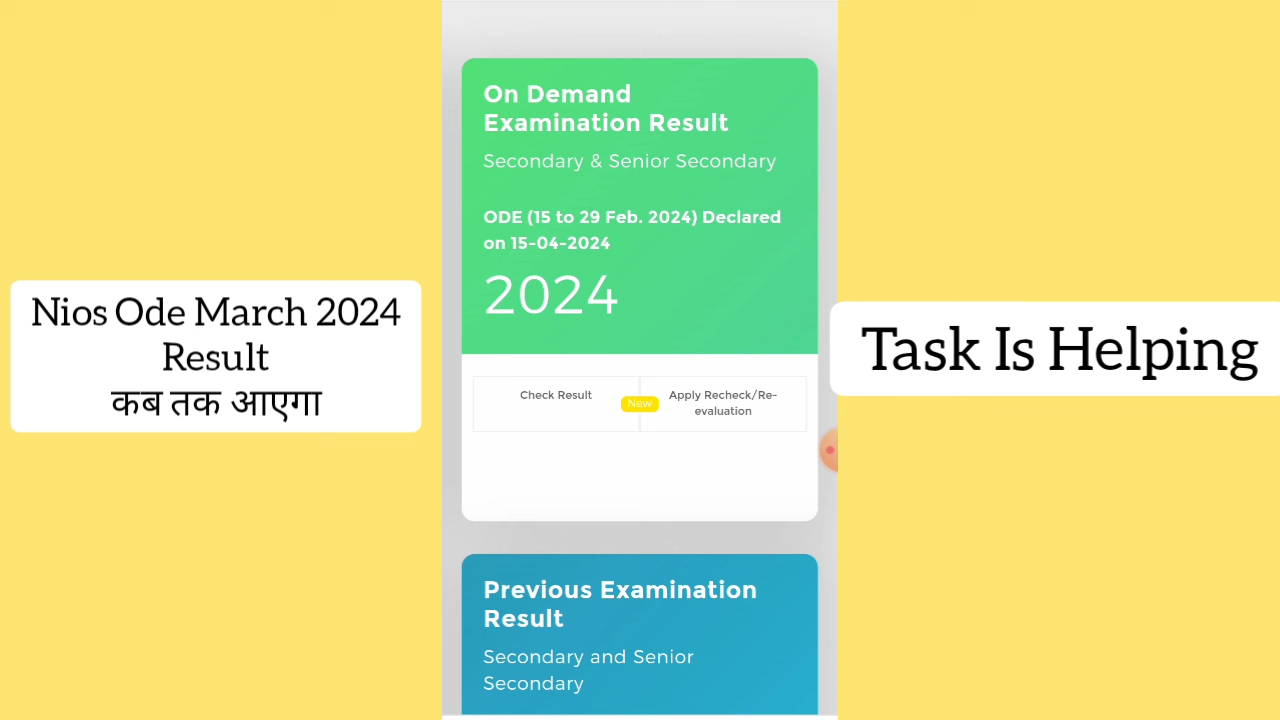 Nios Ode March 2024
Result
कब तक आएगा
On Demand
Examination Result
Secondary & Senior Secondary
ODE (15 to 29 Feb. 2024) Declared
on 15-04-2024
2024
Check Result
New
Apply Recheck/Re-
evaluation
Previous Examination
Result
Secondary and Senior
Secondary
Task Is Helping